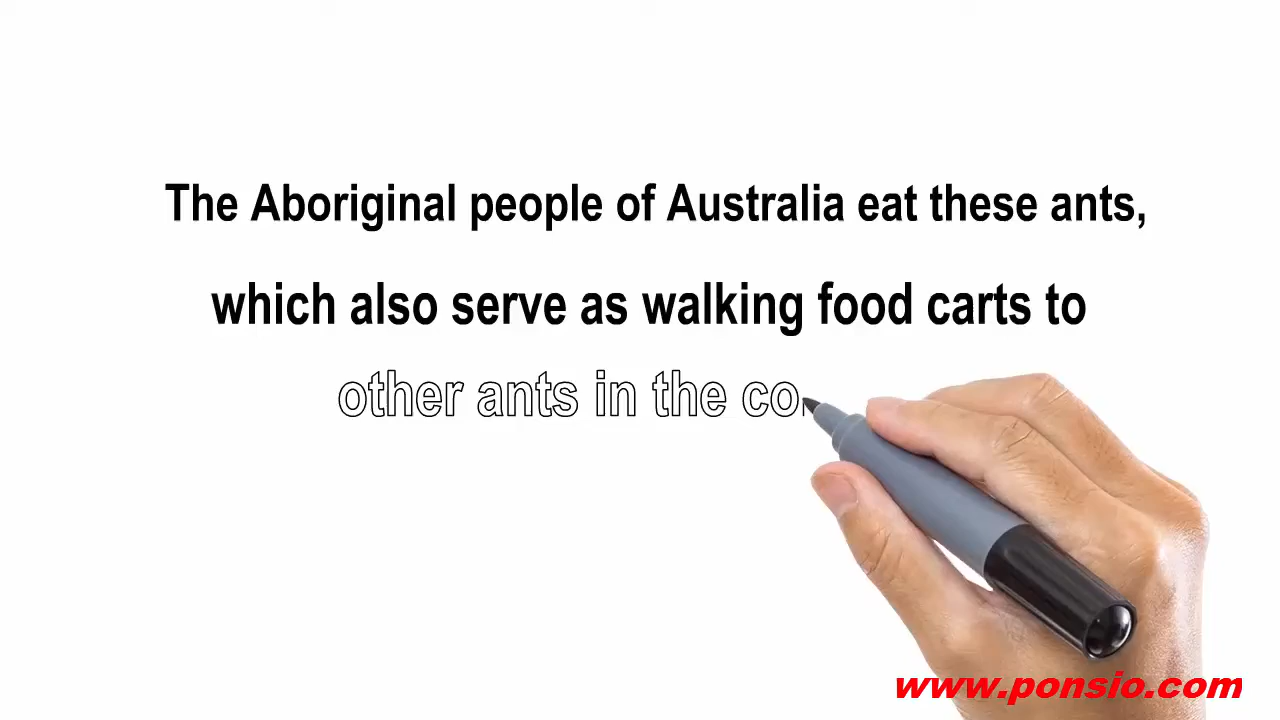 The Aboriginal people of Australia eat these ants,
which also serve as walking food carts to
other ants in the
www.ponsio.com